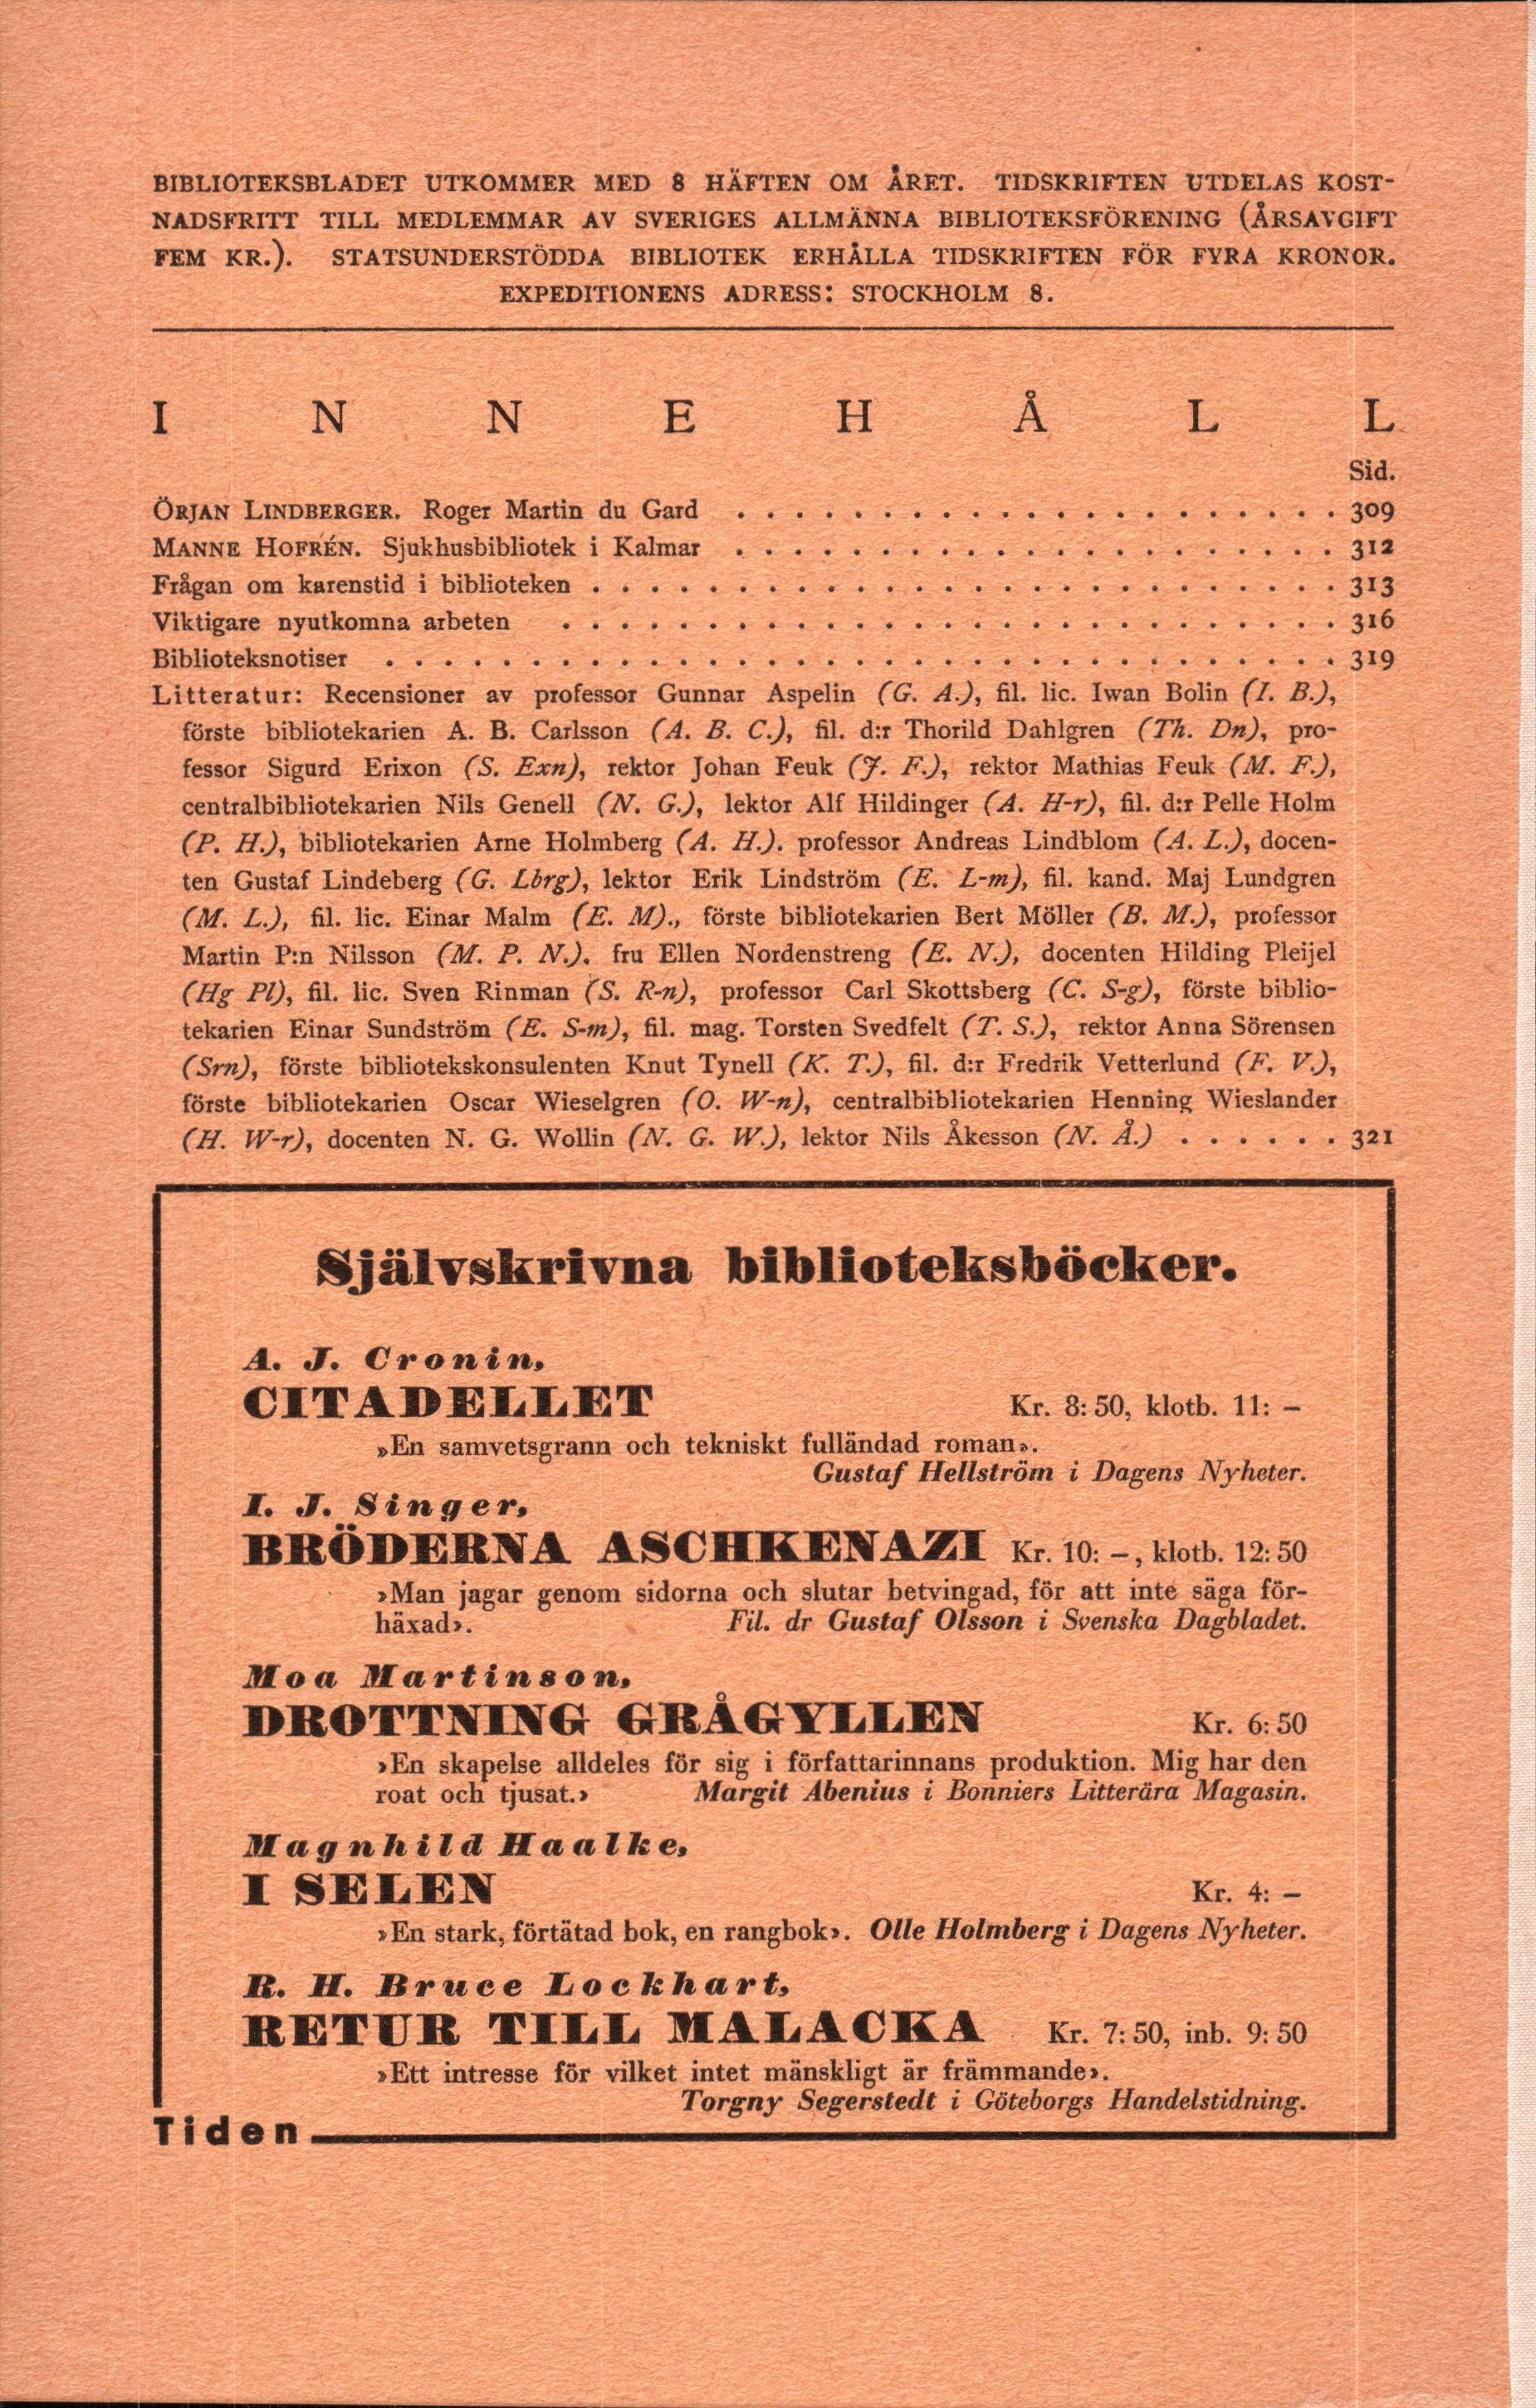 BIBLIOTEKSBLADET UTKOMMER MED 8 HÄFTEN OM ÅRET. TIDSKRIFTEN UTDELAS KOST-
NADSFRITT TILL MEDLEMMAR AV SVERIGES ALLMÄNNA BIBLIOTEKSFÖRENING (ÅRSAVGIFT
FEM KR.). STATSUNDERSTÖDDA BIBLIOTEK ERHÅLLA TIDSKRIFTEN FÖR FYRA KRONOR.
EXPEDITIONENS ADRESS: STOCKHOLM 8.
INNEHÅLL
Sid.
ÖRJAN LINDBERGER. Roger Martin du Gard . . . . . . . . . . . . . . . . . . . . . 309
MANNE HOFRÉN. Sjukhusbibliotek i Kalmar . . . . . . . . . . . . . . . . . . . . . 312
Frågan om karenstid i biblioteken . . . . . . . . . . . . . . . . . . . . . . . . . . 313
Viktigare nyutkomna arbeten . . . . . . . . . . . . . . . . . . . . . . . . . . . 316
Biblioteksnotiser . . . . . . . . . . . . . . . . . . . . . . . . . . . . . . . . . 319
Litteratur: Recensioner av professor Gunnar Aspelin (G. A.), fil. lic. Iwan Bolin (I. B.),
förste bibliotekarien A. B. Carlsson (A. B. C.), fil. d:r Thorild Dahlgren (Th. Dn), pro-
fessor Sigurd Erixon (S. Exn), rektor Johan Feuk (J. F.), rektor Mathias Feuk (M. F.),
centralbibliotekarien Nils Genell (N. G.), lektor Alf Hildinger (A. H-r), fil. d:r Pelle Holm
(P. H.), bibliotekarien Arne Holmberg (A. H.). professor Andreas Lindblom (A. L.), docen-
ten Gustaf Lindeberg (G. Lbrg), lektor Erik Lindström (E. L-m), fil. kand. Maj Lundgren
(M. L.), fil. lic. Einar Malm (E. M)., förste bibliotekarien Bert Möller (B. M.), professor
Martin P:n Nilsson (M. P. N.). fru Ellen Nordenstreng (E. N.), docenten Hilding Pleijel
(Hg Pl), fil. lic. Sven Rinman (S. R-n), professor Carl Skottsberg (C. S-g), förste biblio-
tekarien Einar Sundström (E. S-m), fil. mag. Torsten Svedfelt (T. S.), rektor Anna Sörensen
(Srn), förste bibliotekskonsulenten Knut Tynell (K. T.), fil. d:r Fredrik Vetterlund (F. V.),
förste bibliotekarien Oscar Wieselgren (O. W-n), centralbibliotekarien Henning Wieslander
(H. W-r), docenten N. G. Wollin (N. G. W.), lektor Nils Åkesson (N. Å.) . . . . . . 321
Självskrivna biblioteksböcker.
A. J. Cronin,
CITADELLET Kr. 8: 50, klotb. 11: –
»En samvetsgrann och tekniskt fulländad roman».
Gustaf Hellström i Dagens Nyheter.
I. J. Singer,
BRÖDERNA ASCHKENAZI Kr. 10: –, klotb. 12: 50
»Man jagar genom sidorna och slutar betvingad, för att inte säga för-
häxad». Fil. dr Gustaf Olsson i Svenska Dagbladet.
Moa Martinson,
DROTTNING GRÅGYLLEN Kr. 6: 50
»En skapelse alldeles för sig i författarinnans produktion. Mig har den
roat och tjusat.» Margit Abenius i Bonniers Litterära Magasin.
Magnhild Haalke,
I SELEN Kr. 4: –
»En stark, förtätad bok, en rangbok». Olle Holmberg i Dagens Nyheter.
R. H. Bruce Lockhart,
RETUR TILL MALACKA Kr. 7: 50, inb. 9: 50
»Ett intresse för vilket intet mänskligt är främmande».
Torgny Segerstedt i Göteborgs Handelstidning.
Tiden